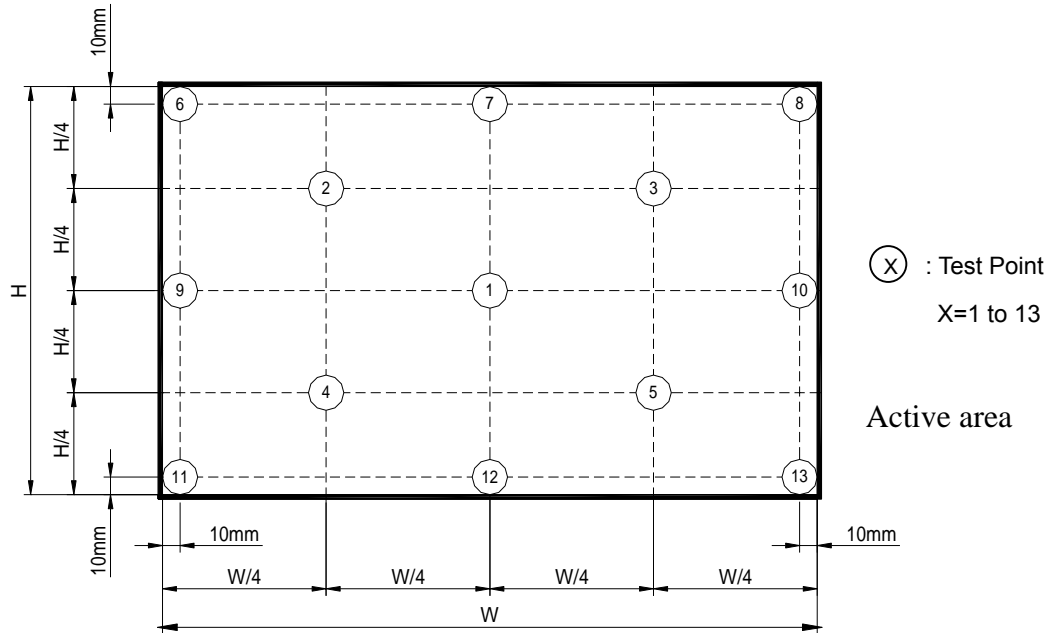 10mm
6 7 8
H/4
2 3
H/4
X : Test Point
H 9 1 10
X=1 to 13
H/4
4 5
Active area
H/4
11 12 13
10mm
10mm 10mm
W/4 W/4 W/4 W/4
W